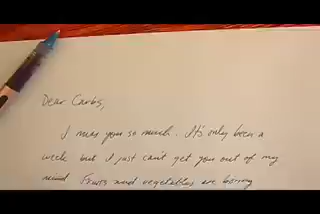 Dear Carbs,
I miss you so much. It's only been a
week but I just can't get you out of my
mind. Fruits and vegetables are boring